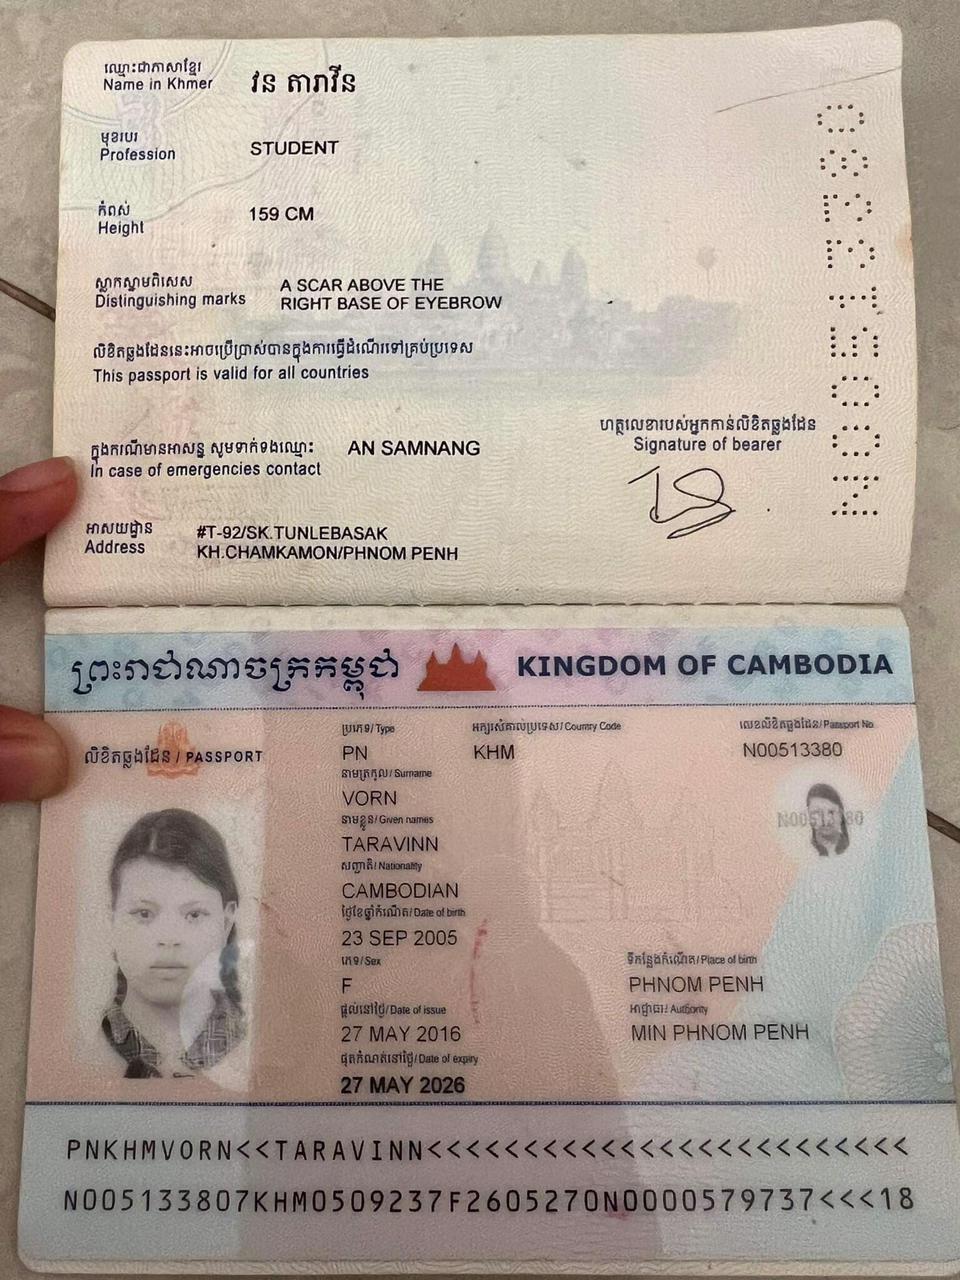 ឈ្មោះជាភាសាខ្មែរ
Name in Khmer
វន តារាវីន
មុខរបរ
Profession
STUDENT
កំពស់
Height
159 CM
ស្លាកស្នាមពិសេស
Distinguishing marks
A SCAR ABOVE THE
RIGHT BASE OF EYEBROW
លិខិតឆ្លងដែននេះអាចប្រើប្រាស់បានក្នុងការធ្វើដំណើរទៅគ្រប់ប្រទេស
This passport is valid for all countries
ក្នុងករណីមានអាសន្ន សូមទាក់ទងឈ្មោះ
In case of emergencies contact
AN SAMNANG
ហត្ថលេខារបស់អ្នកកាន់លិខិតឆ្លងដែន
Signature of bearer
អាសយដ្ឋាន
Address
#T-92/SK.TUNLEBASAK
KH.CHAMKAMON/PHNOM PENH
N00513380
ព្រះរាជាណាចក្រកម្ពុជា
KINGDOM OF CAMBODIA
លិខិតឆ្លងដែន / PASSPORT
ប្រភេទ/ Type
PN
អក្សរសំគាល់ប្រទេស/ Country Code
KHM
លេខលិខិតឆ្លងដែន/ Passport No
N00513380
នាមត្រកូល/ Surname
VORN
N00513380
នាមខ្លួន/ Given names
TARAVINN
សញ្ជាតិ/ Nationality
CAMBODIAN
ថ្ងៃខែឆ្នាំកំណើត/ Date of birth
23 SEP 2005
ភេទ/ Sex
F
ទីកន្លែងកំណើត/ Place of birth
PHNOM PENH
ផ្តល់នៅថ្ងៃ/ Date of issue
27 MAY 2016
អាជ្ញាធរ/ Authority
MIN PHNOM PENH
ផុតកំណត់នៅថ្ងៃ/ Date of expiry
27 MAY 2026
PNKHMVORN<<TARAVINN<<<<<<<<<<<<<<<<<<<<<<<<<
N005133807KHM0509237F2605270N0000579737<<<18